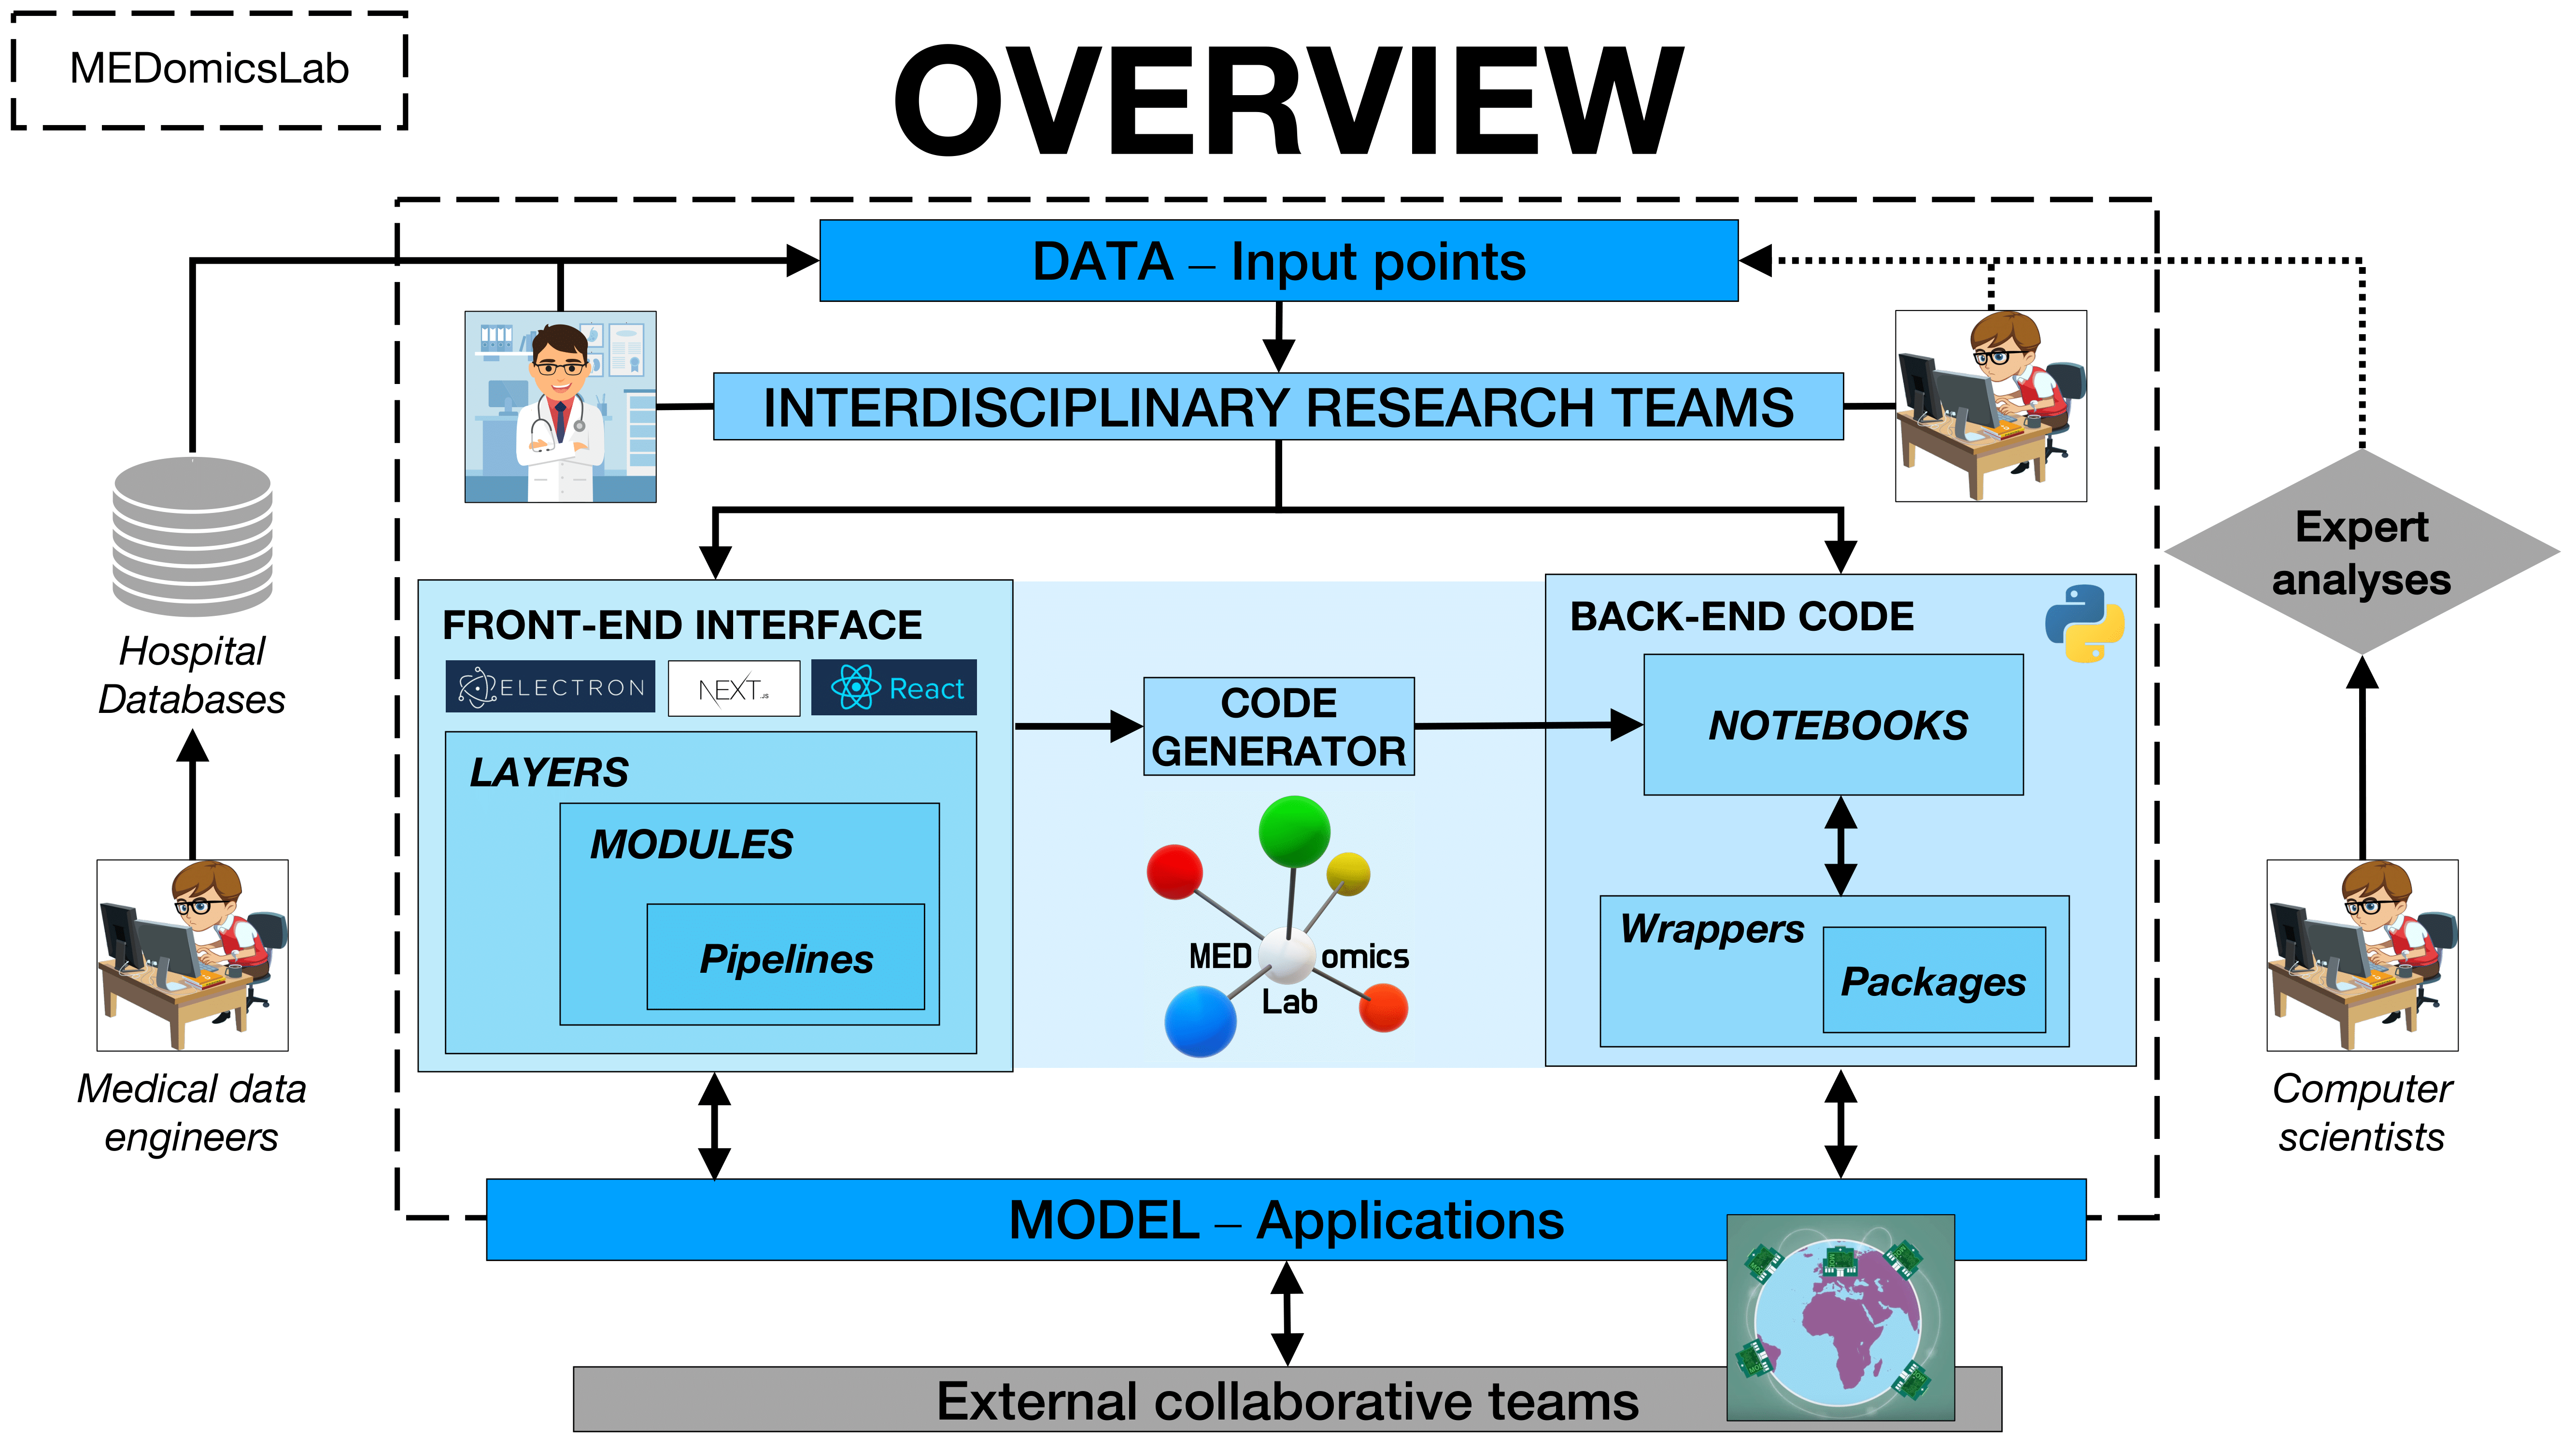 MEDomicsLab
OVERVIEW
DATA – Input points
INTERDISCIPLINARY RESEARCH TEAMS
Hospital
Databases
Medical data
engineers
Expert
analyses
Computer
scientists
FRONT-END INTERFACE
ELECTRON
NEXT.JS
React
LAYERS
MODULES
Pipelines
CODE
GENERATOR
MED omics
Lab
BACK-END CODE
NOTEBOOKS
Wrappers
Packages
MODEL – Applications
External collaborative teams